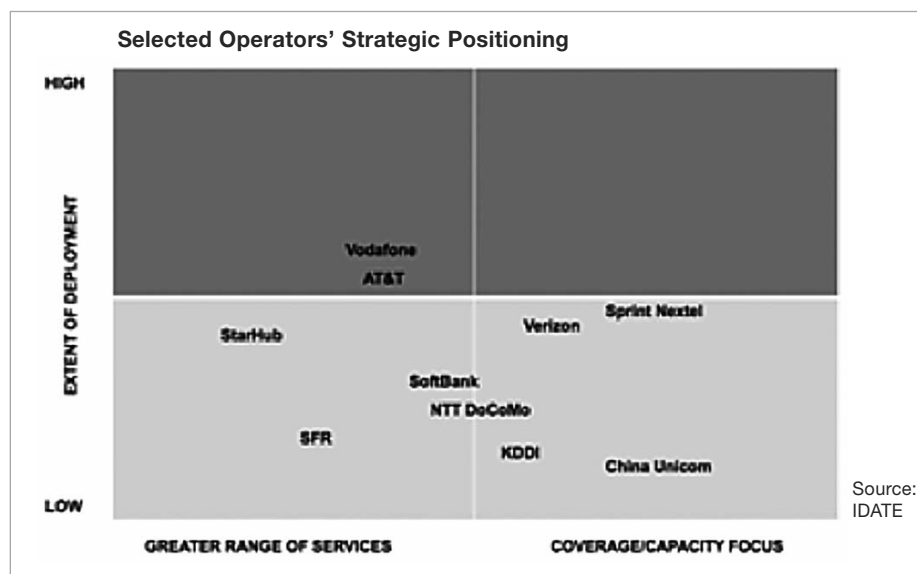 Selected Operators' Strategic Positioning
HIGH
EXTENT OF DEPLOYMENT
Vodafone
AT&T
Sprint Nextel
Verizon
StarHub
SoftBank
NTT DoCoMo
SFR
KDDI
China Unicom
LOW
Source:
IDATE
GREATER RANGE OF SERVICES
COVERAGE/CAPACITY FOCUS